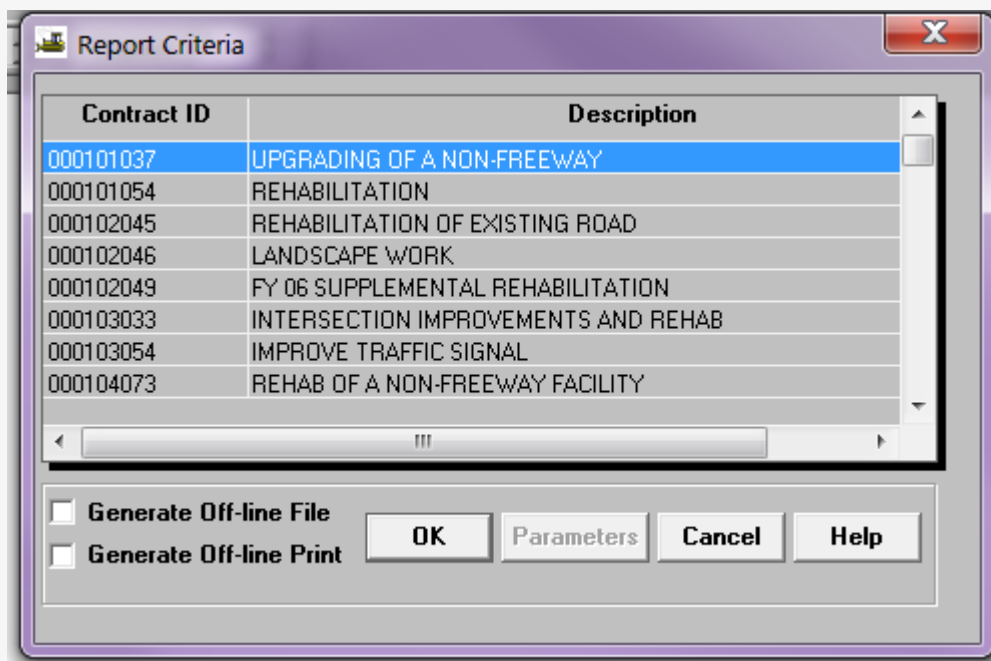 Report Criteria
Contract ID Description
000101037 UPGRADING OF A NON-FREEWAY
000101054 REHABILITATION
000102045 REHABILITATION OF EXISTING ROAD
000102046 LANDSCAPE WORK
000102049 FY 06 SUPPLEMENTAL REHABILITATION
000103033 INTERSECTION IMPROVEMENTS AND REHAB
000103054 IMPROVE TRAFFIC SIGNAL
000104073 REHAB OF A NON-FREEWAY FACILITY
Generate Off-line File
Generate Off-line Print
OK Parameters Cancel Help